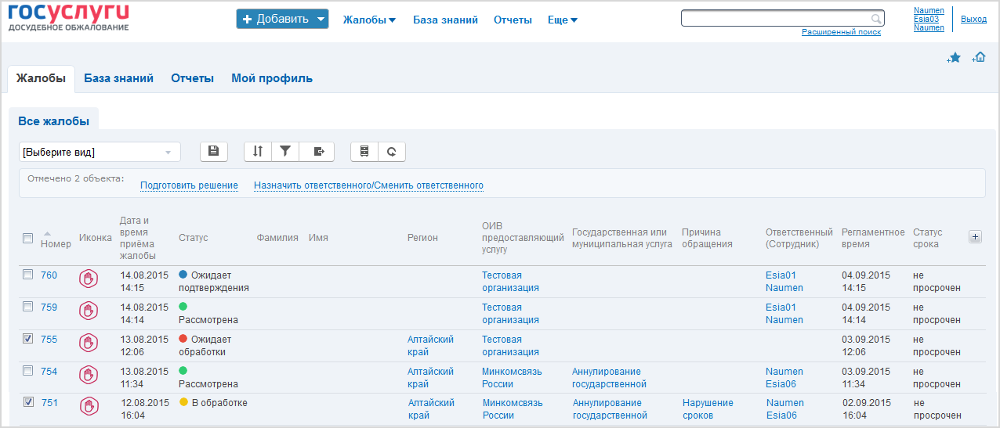 госуслуги
ДОСУДЕБНОЕ ОБЖАЛОВАНИЕ
Добавить
Жалобы
База знаний
Отчеты
Еще
Расширенный поиск
Naumen
Esia03
Naumen
Выход
Жалобы
База знаний
Отчеты
Мой профиль
Все жалобы
[Выберите вид]
Отмечено 2 объекта:
Подготовить решение
Назначить ответственного/Сменить ответственного
Номер
Иконка
Дата и
время
приёма
жалобы
Статус
Фамилия
Имя
Регион
ОИВ
предоставляющий
услугу
Государственная или
муниципальная услуга
Причина
обращения
Ответственный
(Сотрудник)
Регламентное
время
Статус
срока
760
14.08.2015
14:15
Ожидает
подтверждения
Тестовая
организация
Esia01
Naumen
04.09.2015
14:15
не
просрочен
759
14.08.2015
14:14
Рассмотрена
Тестовая
организация
Esia01
Naumen
04.09.2015
14:14
не
просрочен
755
13.08.2015
12:06
Ожидает
обработки
Алтайский
край
Тестовая
организация
03.09.2015
12:06
не
просрочен
754
13.08.2015
11:34
Рассмотрена
Алтайский
край
Минкомсвязь
России
Аннулирование
государственной
Naumen
Esia06
03.09.2015
11:34
не
просрочен
751
12.08.2015
16:04
В обработке
Алтайский
край
Минкомсвязь
России
Аннулирование
государственной
Нарушение
сроков
Naumen
Esia06
02.09.2015
16:04
не
просрочен